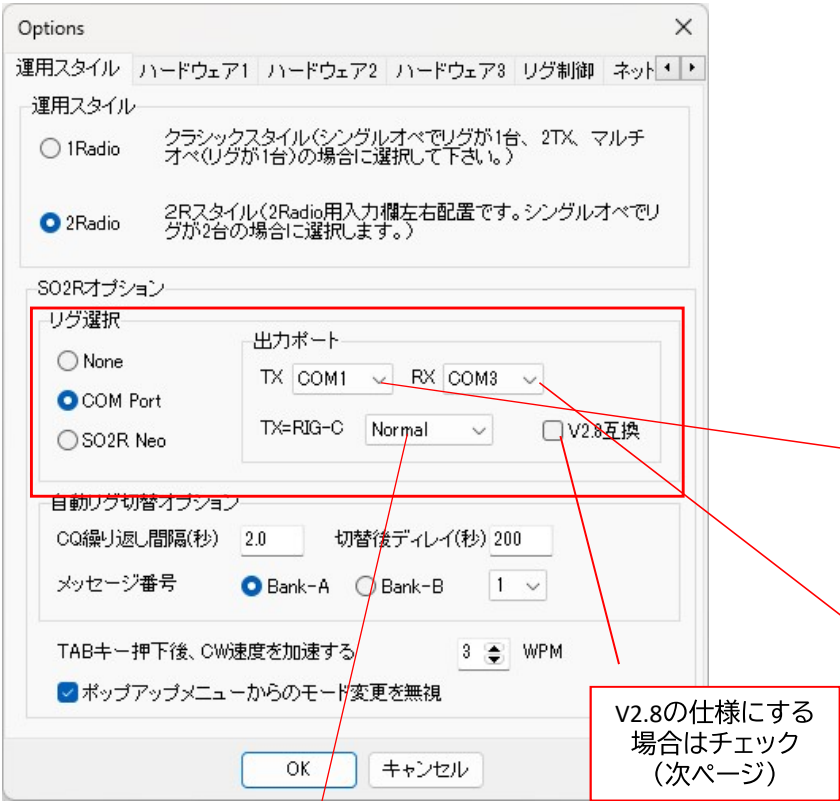 Options
運用スタイル ハードウェア1 ハードウェア2 ハードウェア3 リグ制御 ネット
運用スタイル
1Radio
クラシックスタイル(シングルオペでリグが1台、2TX、マルチ
オペ(リグが1台)の場合に選択して下さい。)
2Radio
2Rスタイル(2Radio用入力欄左右配置です。シングルオペでリ
グが2台の場合に選択します。)
SO2Rオプション
リグ選択
None
COM Port
SO2R Neo
出力ポート
TX COM1 RX COM3
TX=RIG-C Normal V2.8互換
自動リグ切替オプション
CQ繰り返し間隔(秒) 2.0 切替後ディレイ(秒) 200
メッセージ番号 Bank-A Bank-B 1
TABキー押下後、CW速度を加速する 3 WPM
ポップアップメニューからのモード変更を無視
OK キャンセル
V2.8の仕様にする
場合はチェック
(次ページ)